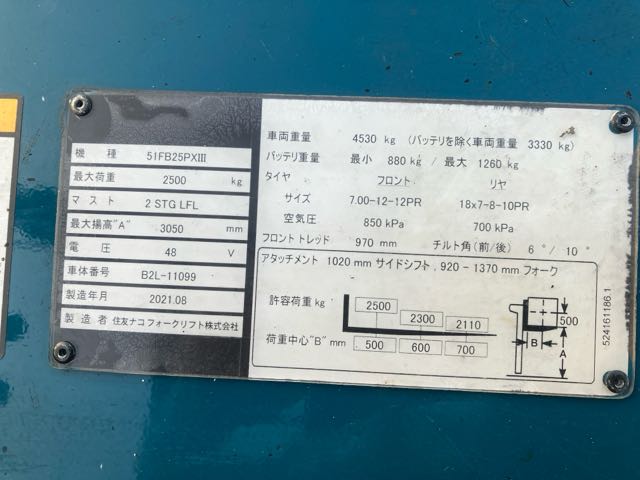 機 種 51FB25PXIII
最大荷重 2500 kg
マスト 2 STG LFL
最大揚高"A" 3050 mm
電 圧 48 V
車体番号 B2L-11099
製造年月 2021.08
製造者 住友ナコフォークリフト株式会社
車両重量 4530 kg (バッテリを除く車両重量 3330 kg)
バッテリ重量 最小 880 kg / 最大 1260 kg
タイヤ フロント リヤ
サイズ 7.00-12-12PR 18x7-8-10PR
空気圧 850 kPa 700 kPa
フロントトレッド 970 mm チルト角(前/後) 6°/ 10°
アタッチメント 1020 mm サイドシフト, 920 - 1370 mm フォーク
許容荷重 kg 2500 2300 2110
荷重中心"B" mm 500 600 700
500
B
A
524161186.1